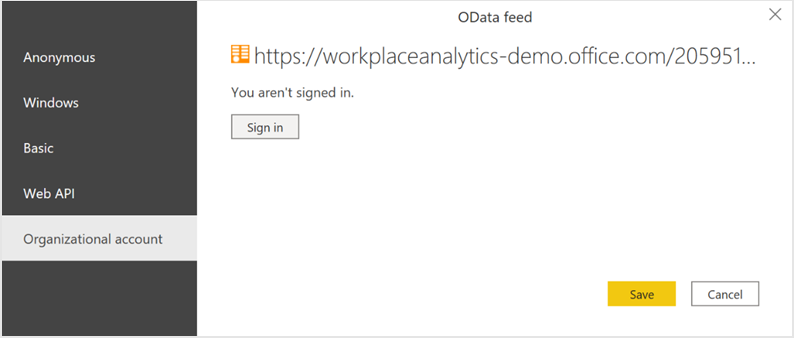 OData feed
Anonymous
Windows
Basic
Web API
Organizational account
https://workplaceanalytics-demo.office.com/205951...
You aren't signed in.
Sign in
Save
Cancel